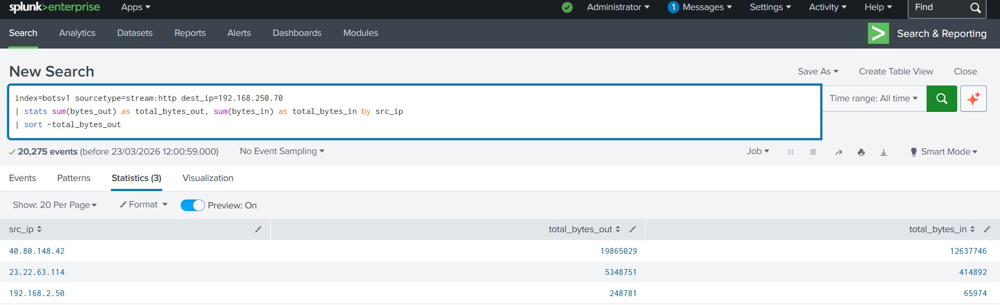 splunk>enterprise Apps Administrator 1 Messages Settings Activity Help Find
Search Analytics Datasets Reports Alerts Dashboards Modules > Search & Reporting
New Search Save As Create Table View Close
index=botsv1 sourcetype=stream:http dest_ip=192.168.250.70
| stats sum(bytes_out) as total_bytes_out, sum(bytes_in) as total_bytes_in by src_ip
| sort -total_bytes_out
Time range: All time
20,275 events (before 23/03/2026 12:00:59.000) No Event Sampling Job Smart Mode
Events Patterns Statistics (3) Visualization
Show: 20 Per Page Format Preview: On
src_ip total_bytes_out total_bytes_in
40.80.148.42 19865029 12637746
23.22.63.114 5348751 414892
192.168.2.50 248781 65974